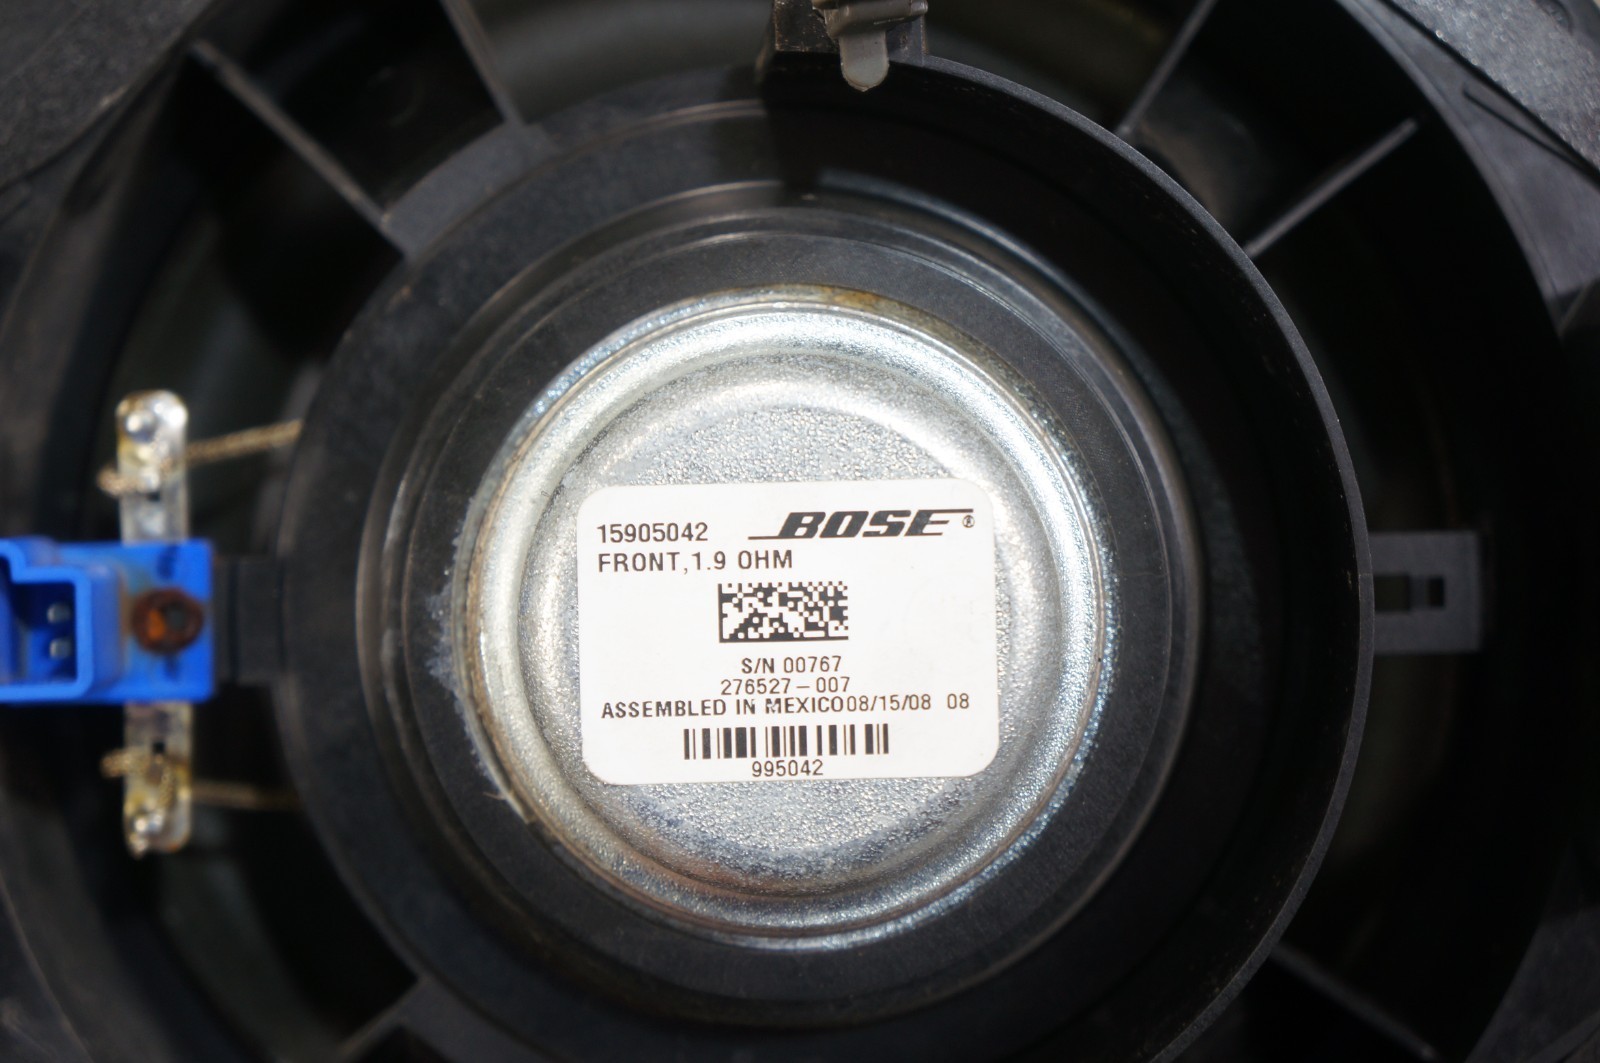 15905042 BOSE®
FRONT,1.9 OHM
S/N 00767
276527-007
ASSEMBLED IN MEXICO08/15/08 08
995042